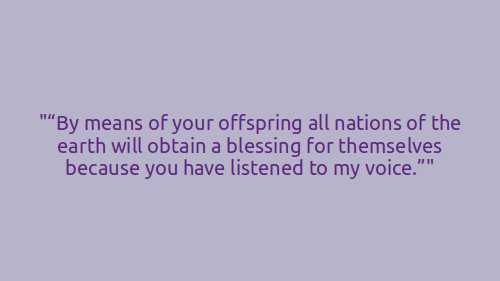 "“By means of your offspring all nations of the
earth will obtain a blessing for themselves
because you have listened to my voice.”"